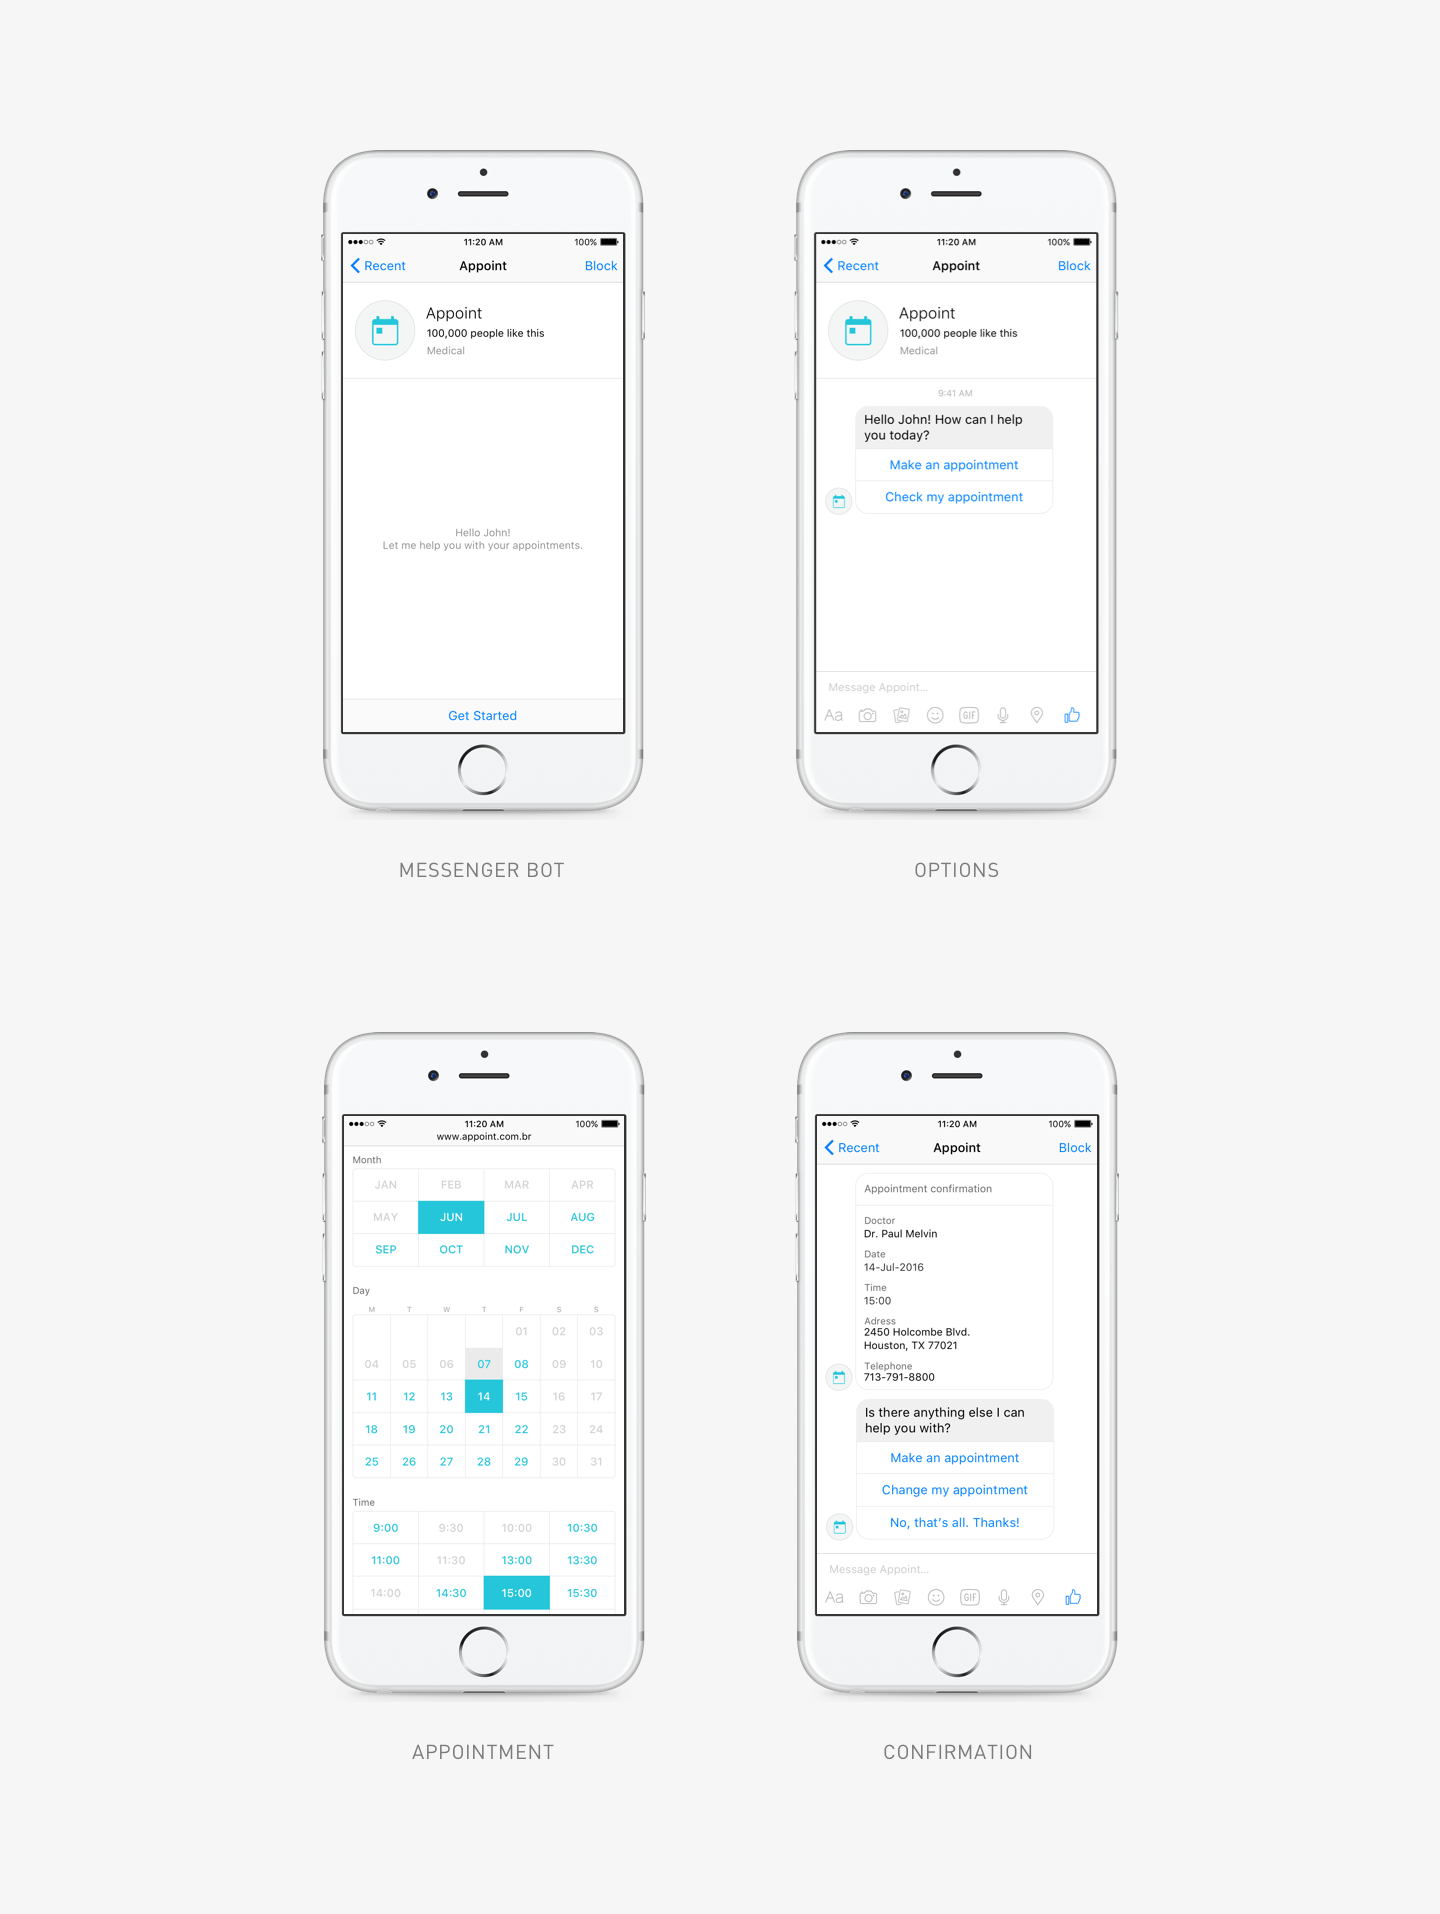 11:20 AM
100%
Recent
Appoint
Block
Appoint
100,000 people like this
Medical
Hello John!
Let me help you with your appointments.
Get Started
MESSENGER BOT
11:20 AM
100%
Recent
Appoint
Block
Appoint
100,000 people like this
Medical
9:41 AM
Hello John! How can I help
you today?
Make an appointment
Check my appointment
Message Appoint...
Aa
GIF
OPTIONS
11:20 AM
100%
www.appoint.com.br
Month
JAN FEB MAR APR
MAY JUN JUL AUG
SEP OCT NOV DEC
Day
M T W T F S S
01 02 03
04 05 06 07 08 09 10
11 12 13 14 15 16 17
18 19 20 21 22 23 24
25 26 27 28 29 30 31
Time
9:00 9:30 10:00 10:30
11:00 11:30 13:00 13:30
14:00 14:30 15:00 15:30
APPOINTMENT
11:20 AM
100%
Recent
Appoint
Block
Appointment confirmation
Doctor
Dr. Paul Melvin
Date
14-Jul-2016
Time
15:00
Adress
2450 Holcombe Blvd.
Houston, TX 77021
Telephone
713-791-8800
Is there anything else I can
help you with?
Make an appointment
Change my appointment
No, that's all. Thanks!
Message Appoint...
Aa
GIF
CONFIRMATION